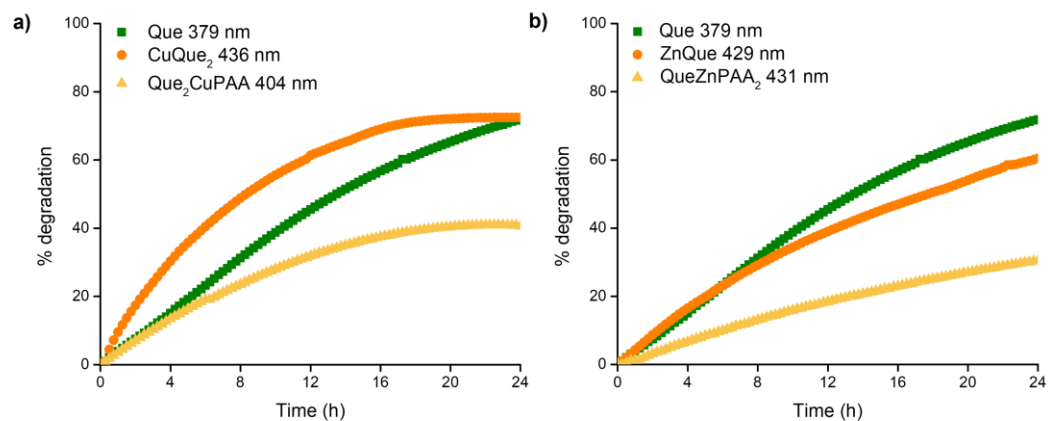 a)
Que 379 nm
CuQue₂ 436 nm
Que₂CuPAA 404 nm
% degradation
100
80
60
40
20
0
0 4 8 12 16 20 24
Time (h)
b)
Que 379 nm
ZnQue 429 nm
QueZnPAA₂ 431 nm
% degradation
100
80
60
40
20
0
0 4 8 12 16 20 24
Time (h)